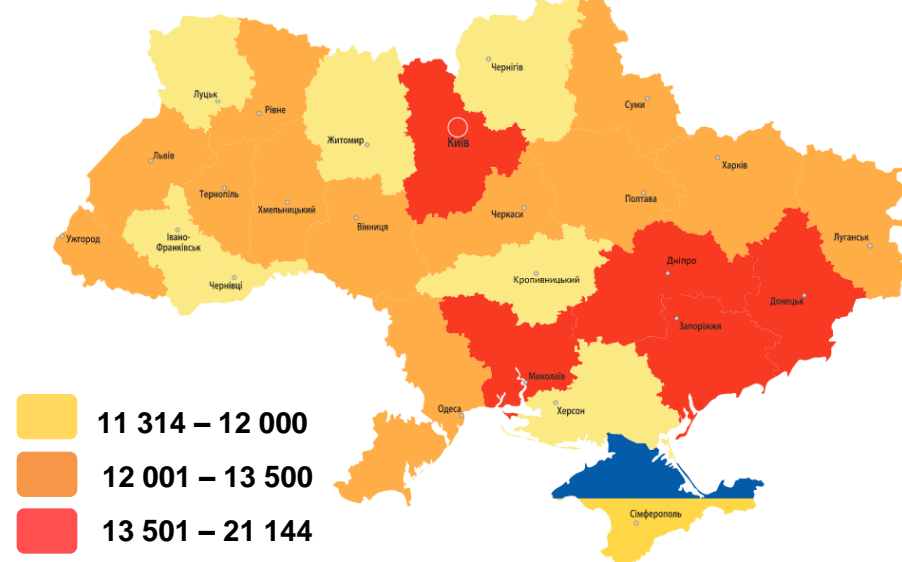 Чернігів
Луцьк
Суми
Рівне
Київ
Житомир
Львів
Харків
Тернопіль
Полтава
Хмельницький
Черкаси
Вінниця
Ужгород
Івано-
Франківськ
Луганськ
Дніпро
Чернівці
Кропивницький
Донецьк
Запоріжжя
Миколаїв
Одеса
Херсон
11 314 – 12 000
12 001 – 13 500
13 501 – 21 144
Сімферополь